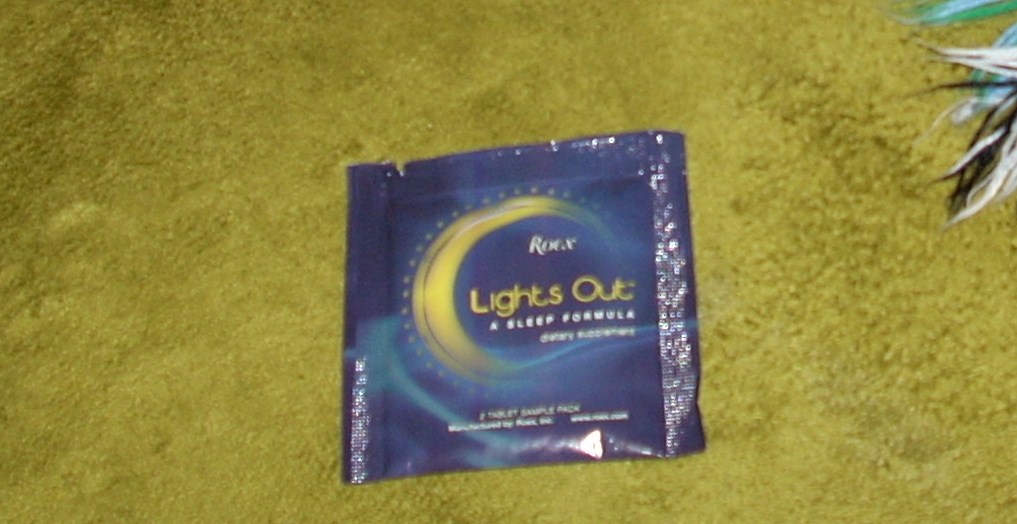 Roex
Lights Out
A SLEEP FORMULA
dietary supplement
2 TABLET SAMPLE PACK
Manufactured by: Roex, Inc. www.roex.com